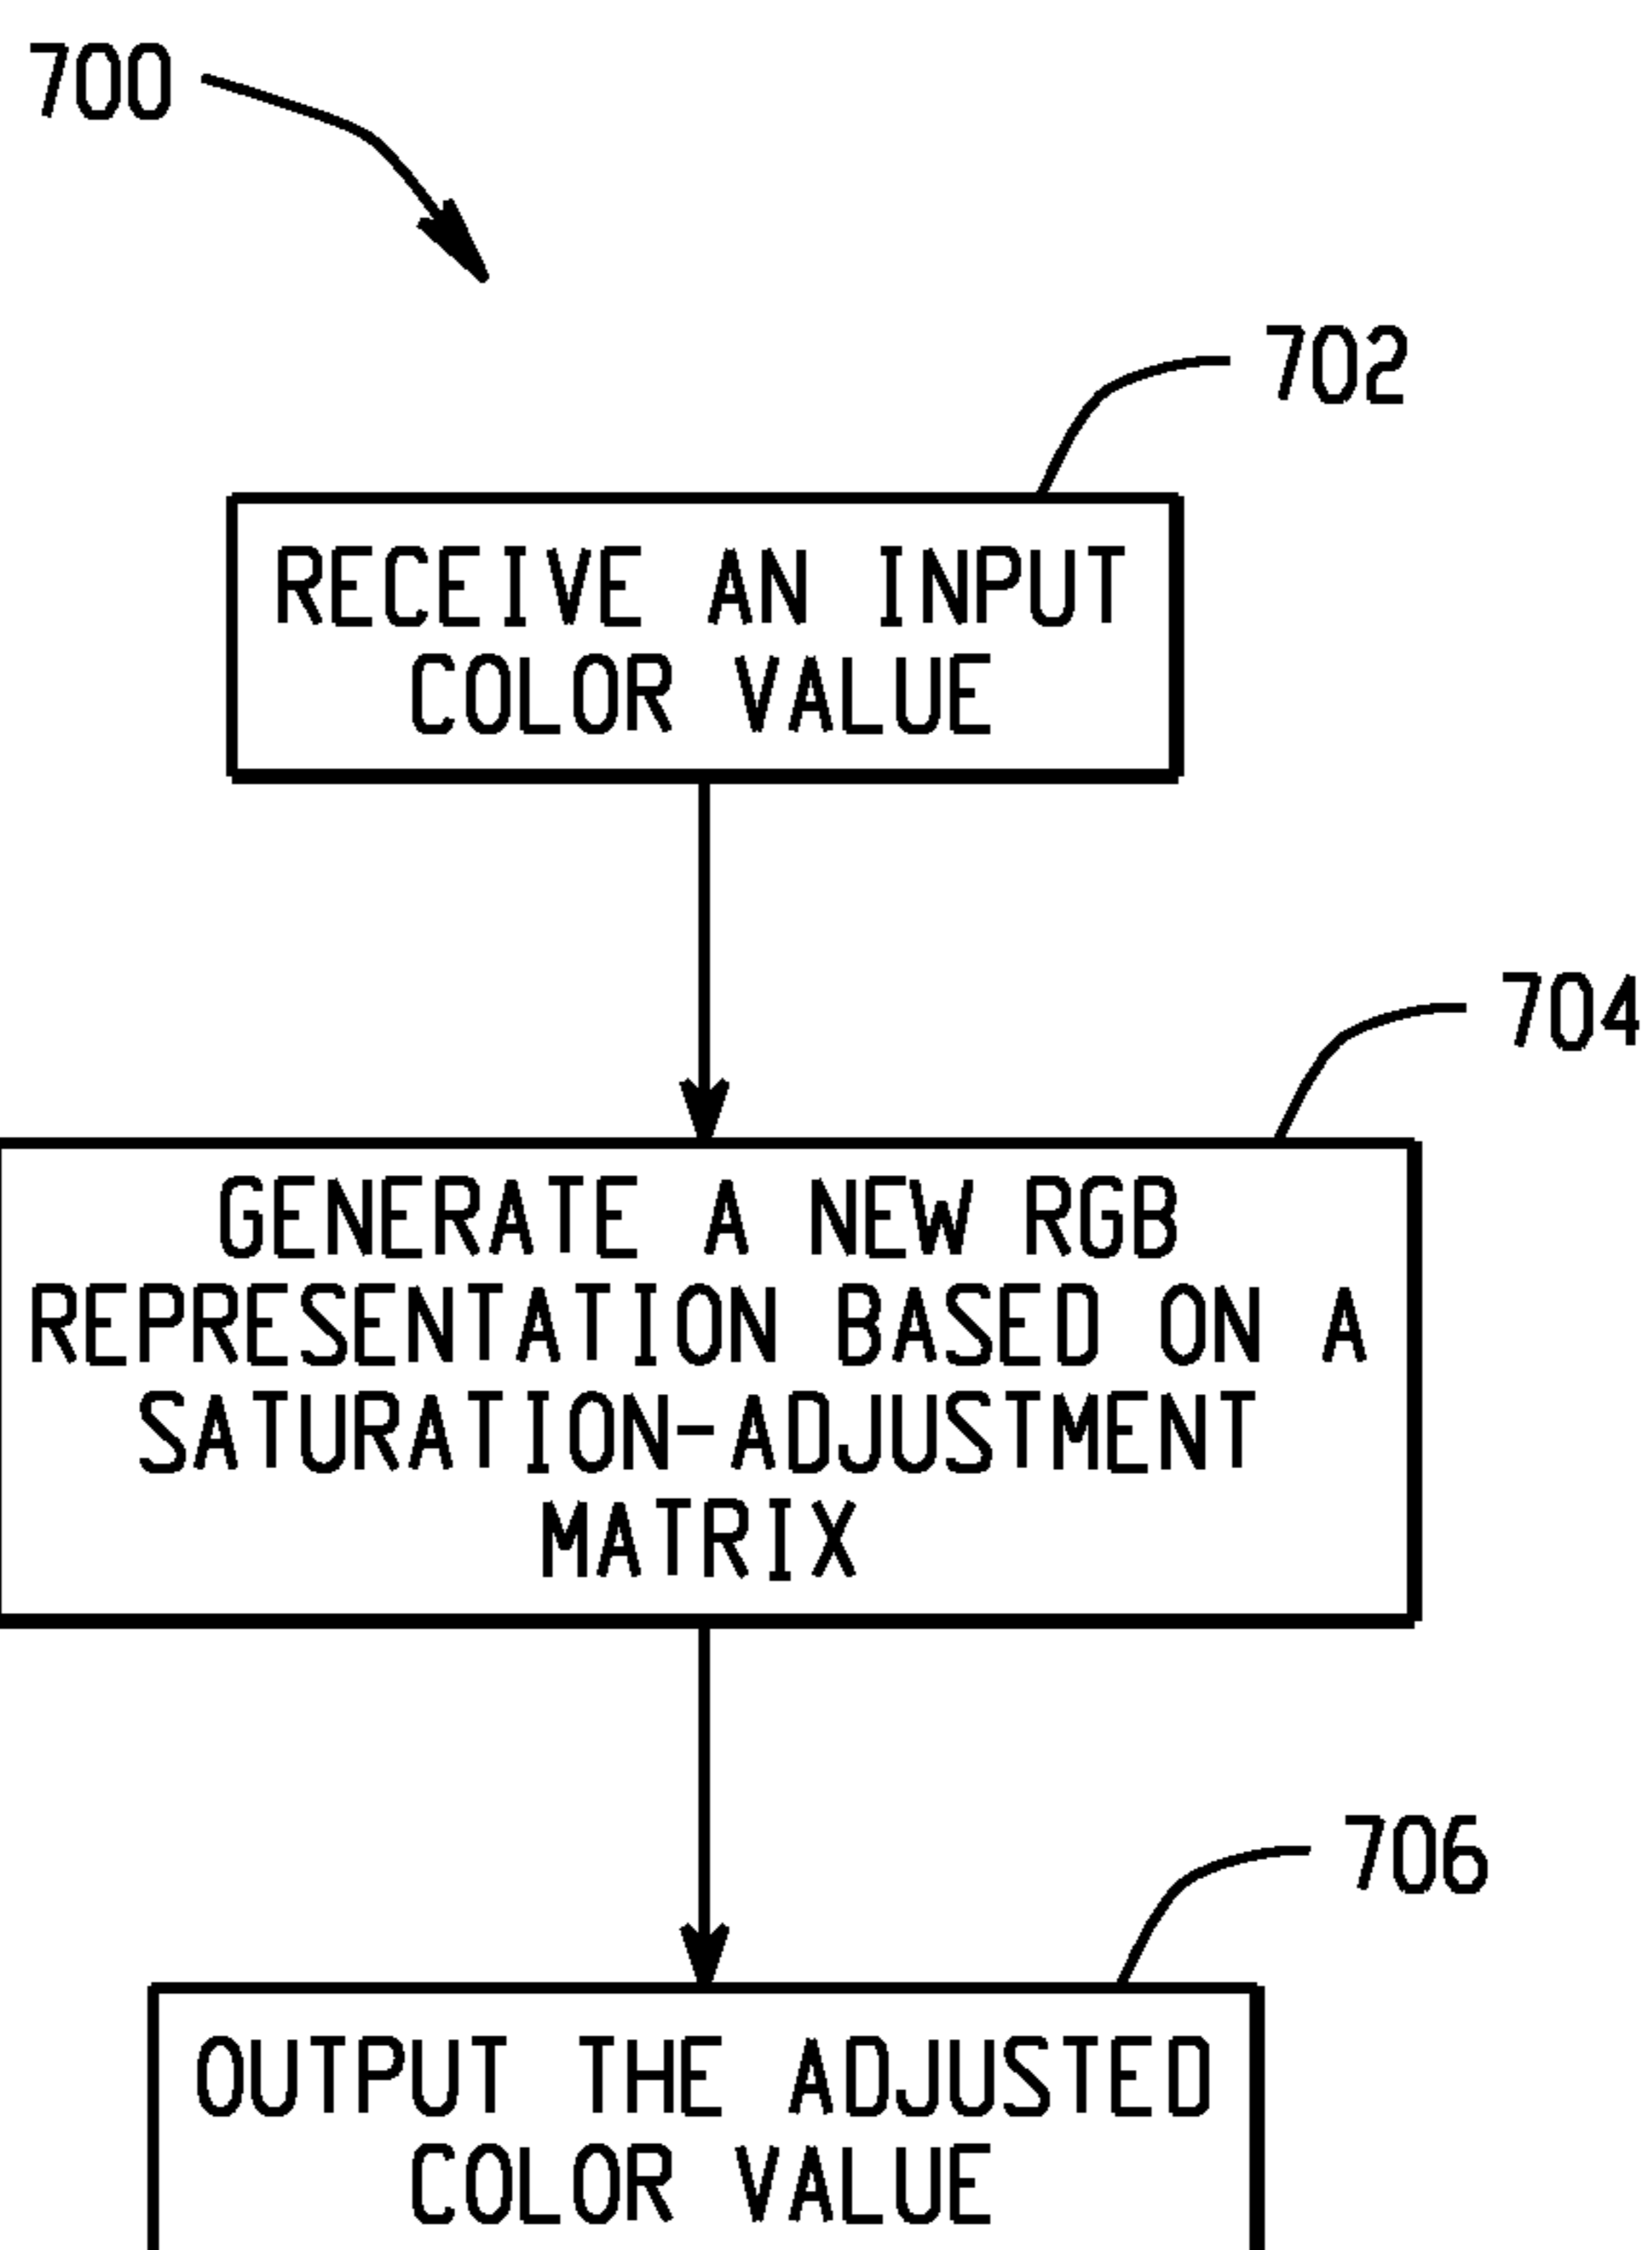 700
702
RECEIVE AN INPUT
COLOR VALUE
704
GENERATE A NEW RGB
REPRESENTATION BASED ON A
SATURATION-ADJUSTMENT
MATRIX
706
OUTPUT THE ADJUSTED
COLOR VALUE